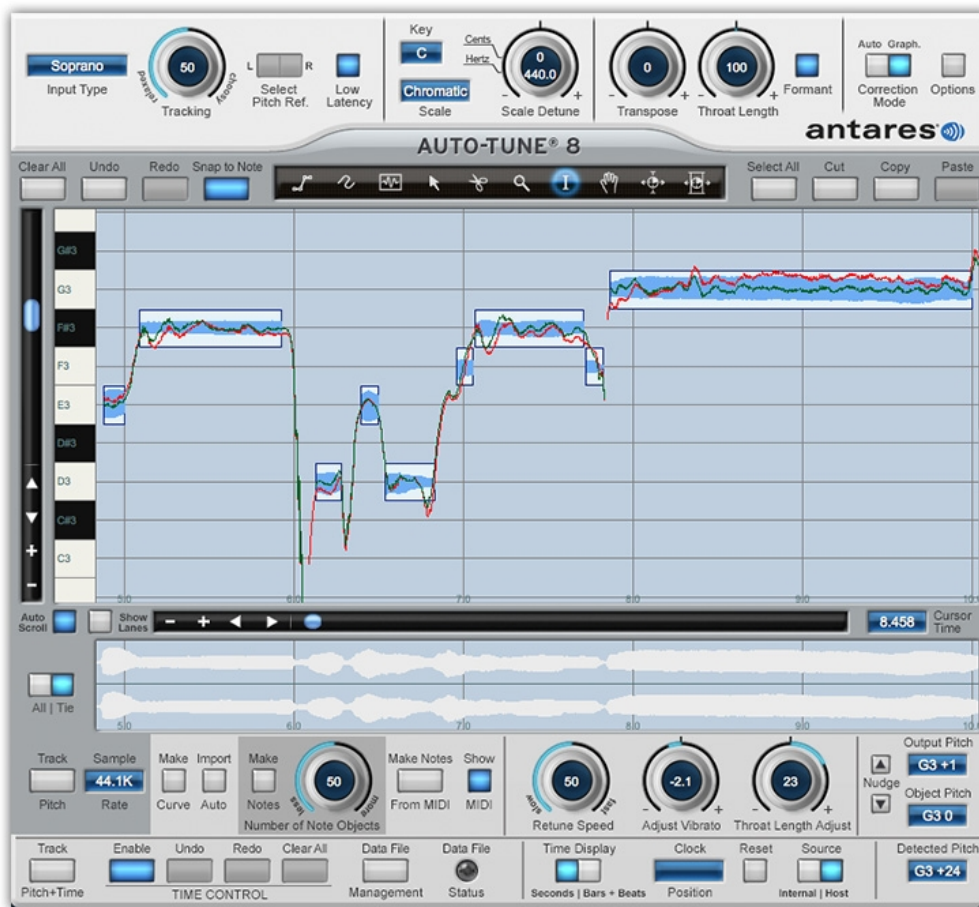 Soprano
Input Type
50
relaxed
choosy
Tracking
L R
Select
Pitch Ref.
Low
Latency
Key
C
Chromatic
Scale
Cents
Hertz
0
440.0
- +
Scale Detune
0
- +
Transpose
100
- +
Throat Length
Formant
Auto Graph.
Correction
Mode
Options
antares
AUTO-TUNE® 8
Clear All
Undo
Redo
Snap to Note
I
Select All
Cut
Copy
Paste
G#3
G3
F#3
F3
E3
D#3
D3
C#3
C3
+
-
5.0 6.0 7.0 8.0 9.0 10.0
Auto
Scroll
Show
Lanes
- +
8.458
Cursor
Time
All | Tie
5.0 6.0 7.0 8.0 9.0 10.0
Track
Pitch
Sample
44.1K
Rate
Make
Curve
Import
Auto
Make
Notes
50
less
more
Number of Note Objects
Make Notes
From MIDI
Show
MIDI
50
slow
fast
Retune Speed
-2.1
- +
Adjust Vibrato
23
- +
Throat Length Adjust
Nudge
Output Pitch
G3 +1
Object Pitch
G3 0
Track
Pitch+Time
Enable
Undo
Redo
Clear All
TIME CONTROL
Data File
Management
Data File
Status
Time Display
Seconds | Bars + Beats
Clock
Position
Reset
Source
Internal | Host
Detected Pitch
G3 +24